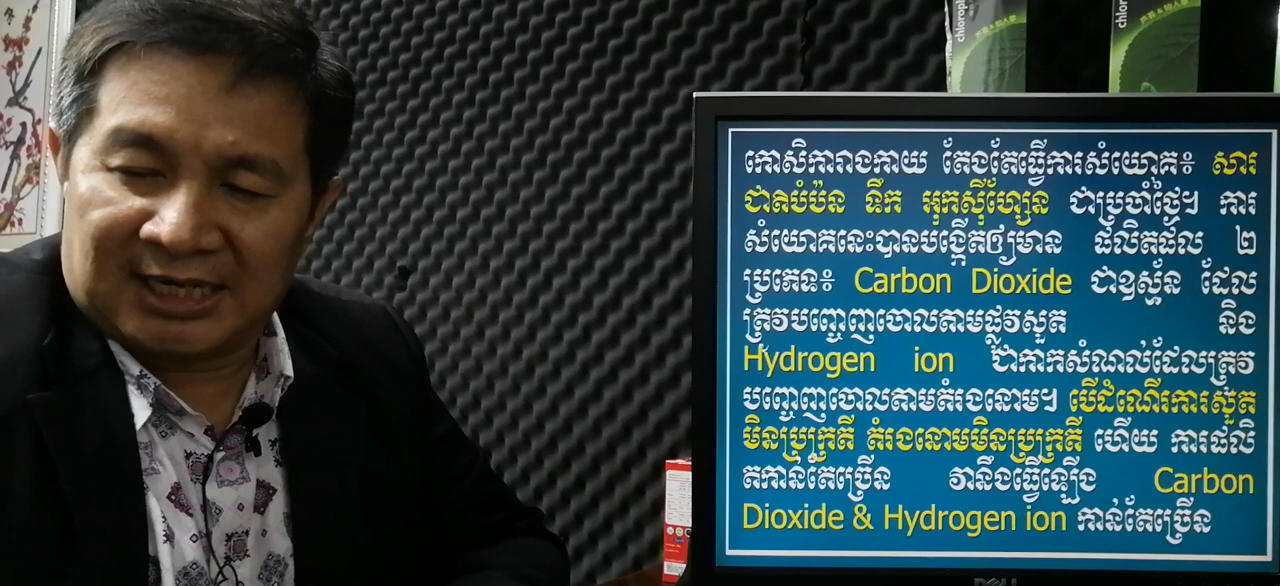 chlorop
chlor
កោសិការាងកាយ តែងតែធ្វើការសំយោគ៖ សារ
ជាតិបំប៉ន ទឹក អុកស៊ីហ្សែន ជាប្រចាំថ្ងៃ។ ការ
សំយោគនេះបានបង្កើតឲ្យមាន ផលិតផល ២
ប្រភេទ៖ Carbon Dioxide ជាឧស្ម័ន ដែល
ត្រូវបញ្ចេញចោលតាមផ្លូវសួត និង
Hydrogen ion ជាកាកសំណល់ដែលត្រូវ
បញ្ចេញចោលតាមតំរងនោម។ បើដំណើរការសួត
មិនប្រក្រតី តំរងនោមមិនប្រក្រតី ហើយ ការផលិ
តកាន់តែច្រើន វានឹងធ្វើឡើង Carbon
Dioxide & Hydrogen ion កាន់តែច្រើន